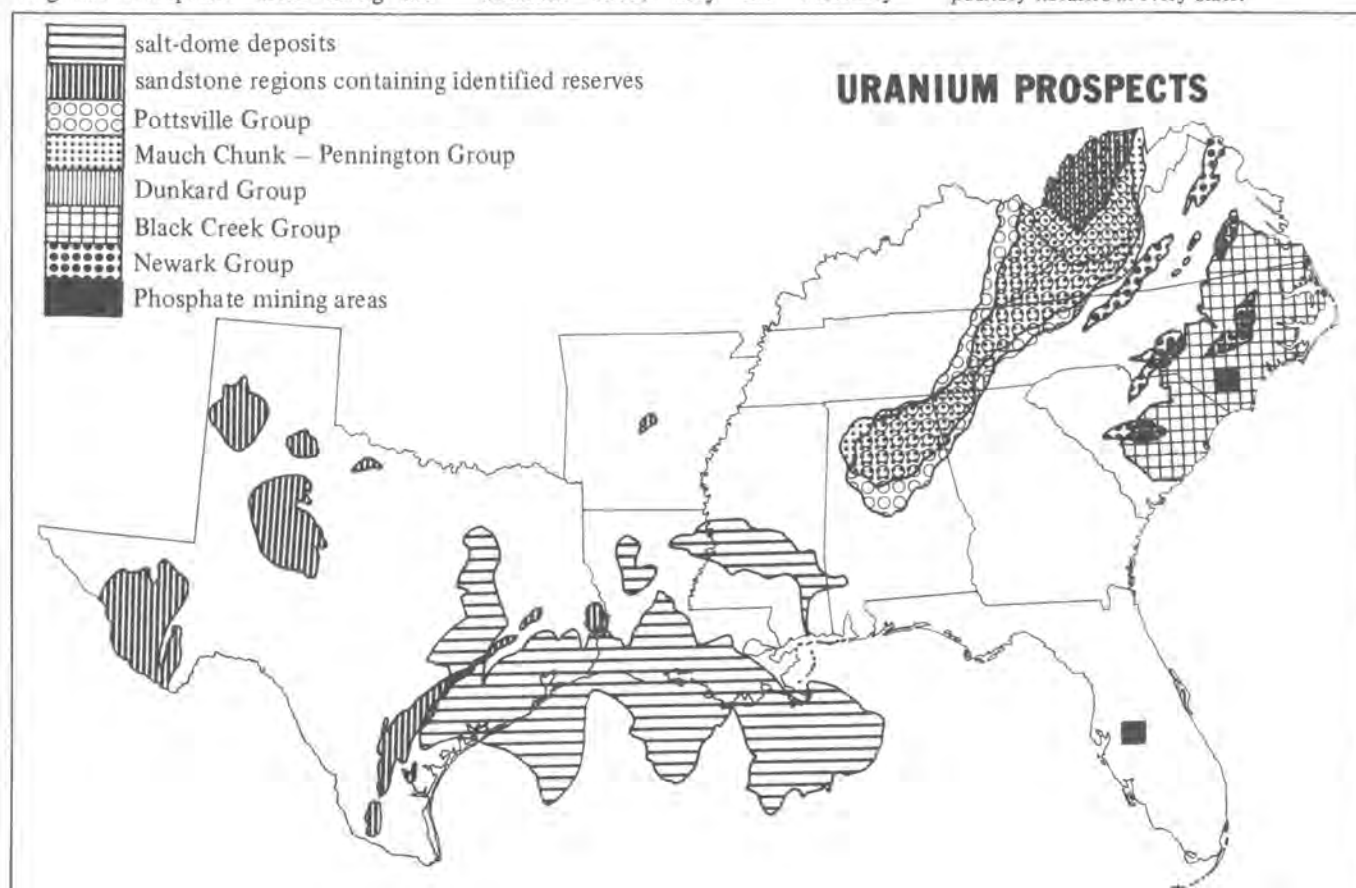 salt-dome deposits
sandstone regions containing identified reserves
Pottsville Group
Mauch Chunk — Pennington Group
Dunkard Group
Black Creek Group
Newark Group
Phosphate mining areas
URANIUM PROSPECTS